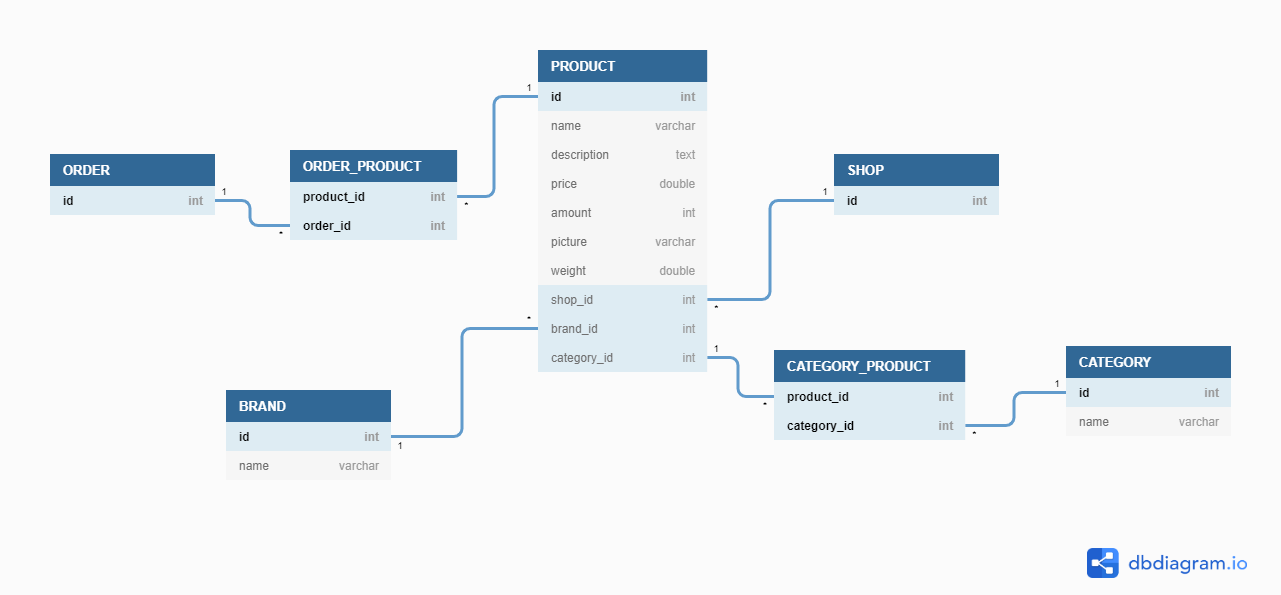 PRODUCT
1
id int
name varchar
description text
price double
amount int
picture varchar
weight double
* shop_id int *
brand_id int
category_id int 1
ORDER
id int 1
*
ORDER_PRODUCT
product_id int *
order_id int
SHOP
1 id int
BRAND
id int 1
name varchar
CATEGORY_PRODUCT
* product_id int
category_id int *
CATEGORY
1 id int
name varchar
dbdiagram.io